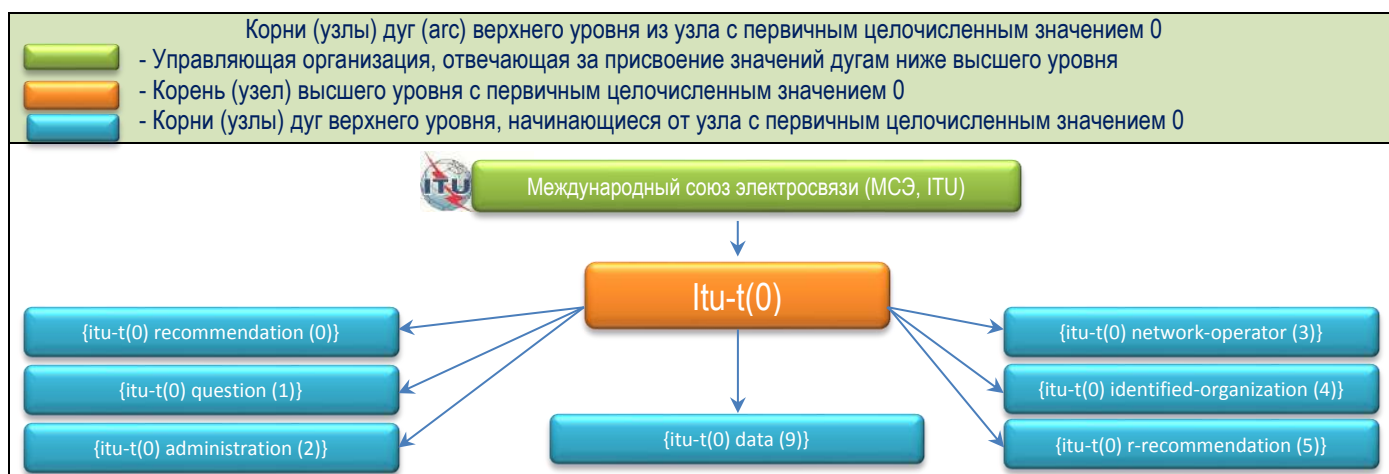 Корни (узлы) дуг (arc) верхнего уровня из узла с первичным целочисленным значением 0
- Управляющая организация, отвечающая за присвоение значений дугам ниже высшего уровня
- Корень (узел) высшего уровня с первичным целочисленным значением 0
- Корни (узлы) дуг верхнего уровня, начинающиеся от узла с первичным целочисленным значением 0
ITU
Международный союз электросвязи (МСЭ, ITU)
Itu-t(0)
{itu-t(0) recommendation (0)}
{itu-t(0) question (1)}
{itu-t(0) administration (2)}
{itu-t(0) data (9)}
{itu-t(0) network-operator (3)}
{itu-t(0) identified-organization (4)}
{itu-t(0) r-recommendation (5)}